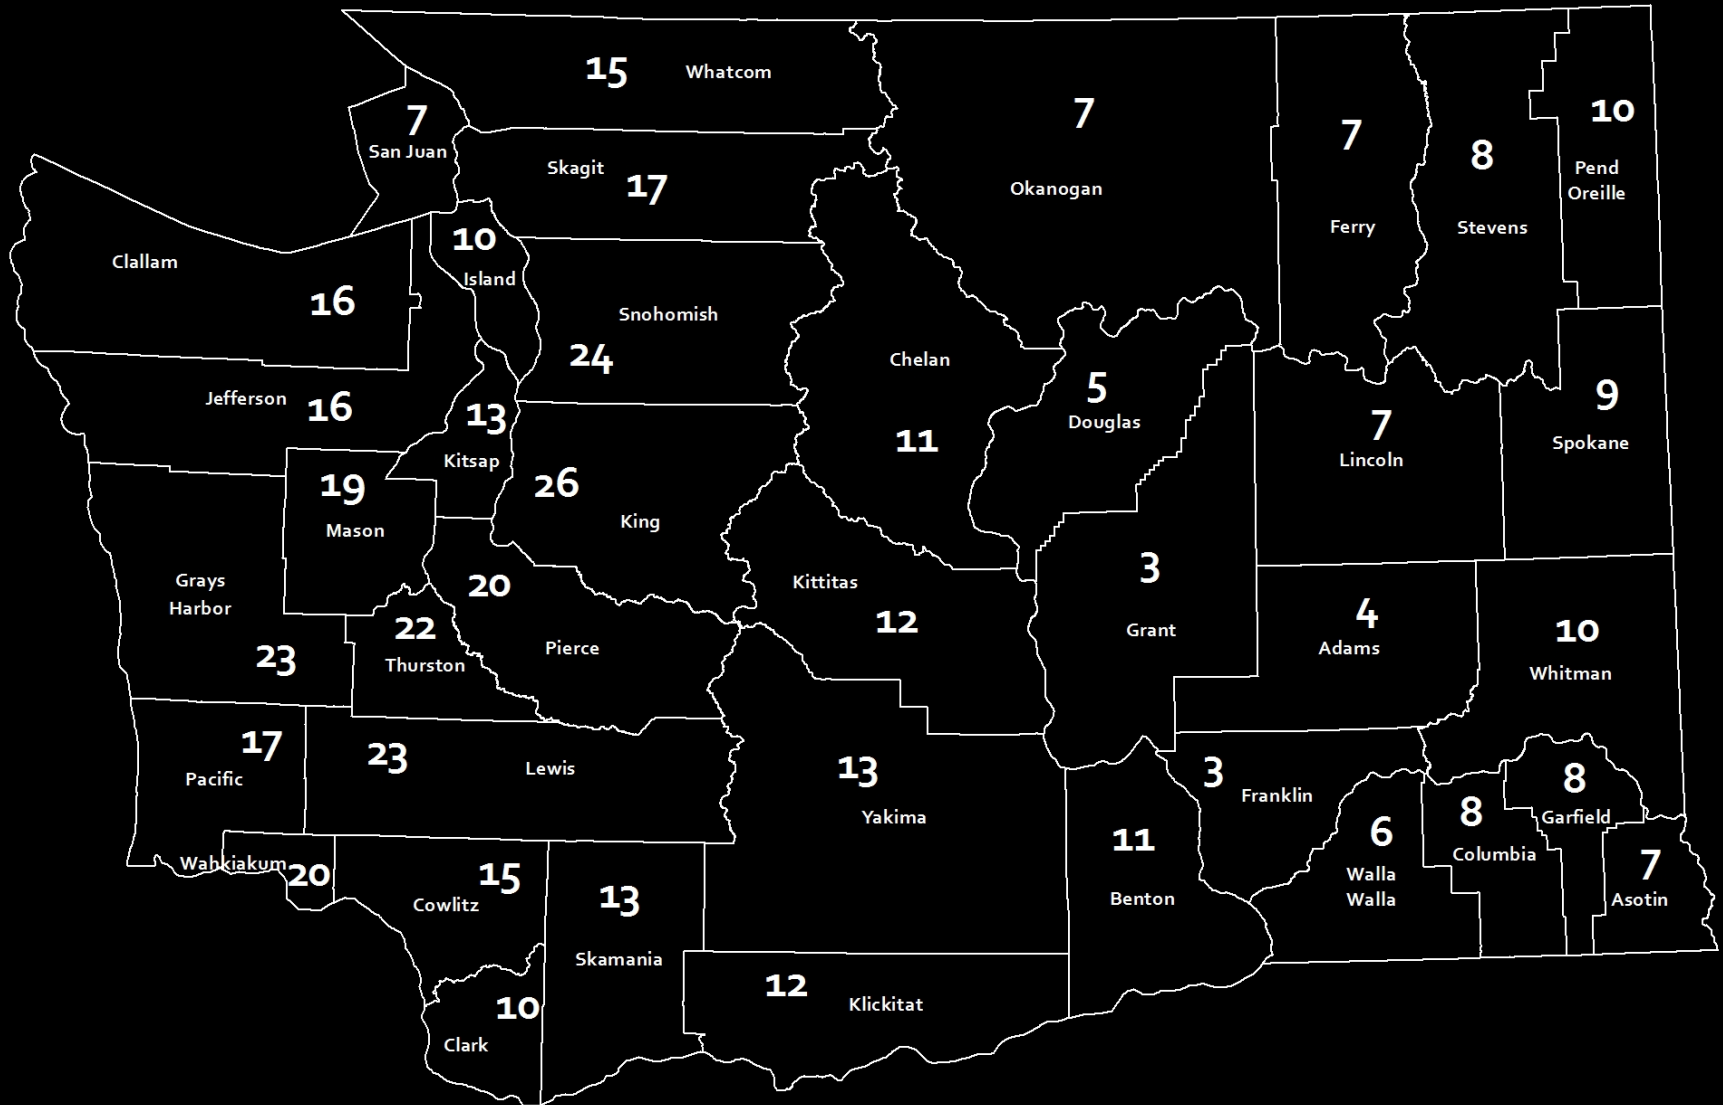 15 Whatcom
7
San Juan
Skagit
17
7
Okanogan
7
Ferry
8
Stevens
10
Pend
Oreille
Clallam
16
10
Island
Snohomish
24
Chelan
11
5
Douglas
7
Lincoln
9
Spokane
Jefferson 16
13
Kitsap
19
Mason
26
King
Grays
Harbor
23
22
Thurston
20
Pierce
Kittitas
12
3
Grant
4
Adams
10
Whitman
17
Pacific
23 Lewis
13
Yakima
3
Franklin
11
Benton
6
Walla
Walla
8
Columbia
8
Garfield
7
Asotin
Wahkiakum
20
15
Cowlitz
13
Skamania
10
Clark
12
Klickitat